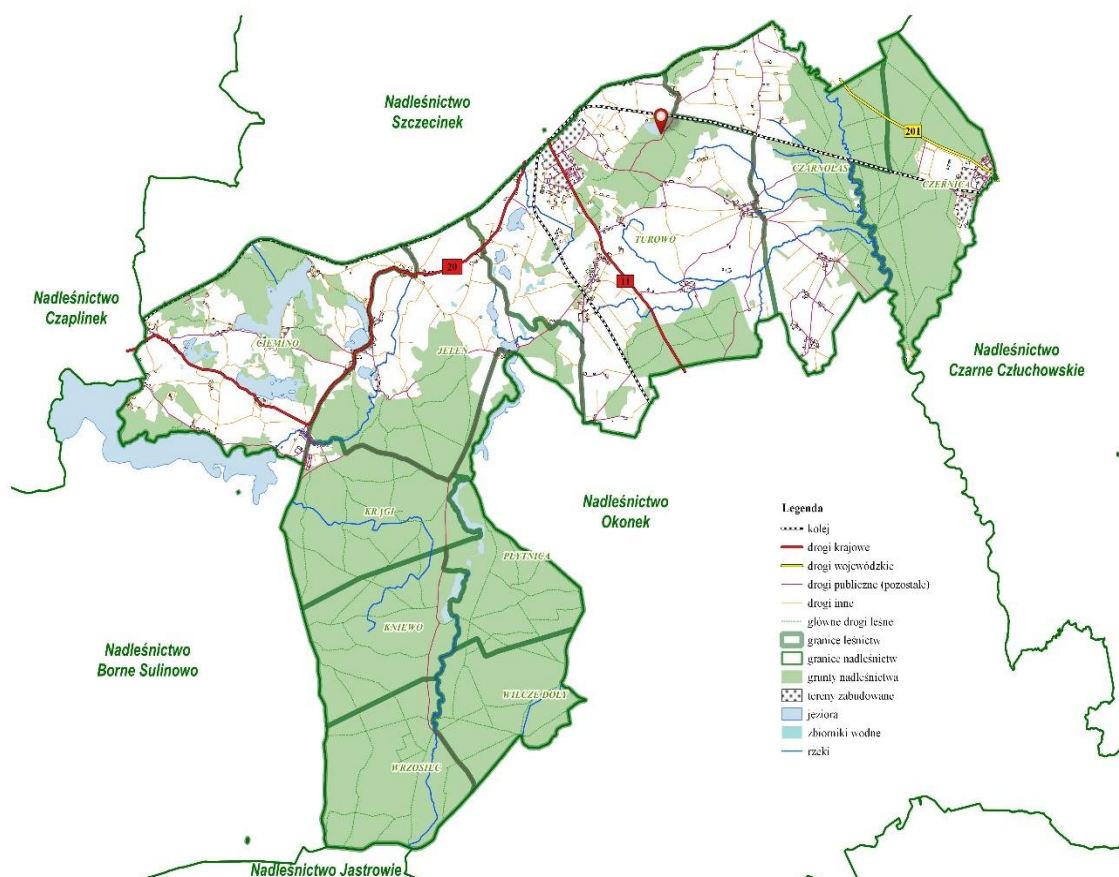 Nadleśnictwo
Szczecinek
201
CZARNOLAS
CZERNICA
TUROWO
20
11
Nadleśnictwo
Czaplinek
CIEMINO
JELEŃ
Nadleśnictwo
Czarne Człuchowskie
Nadleśnictwo
Okonek
KRĄGI
PŁYTNICA
KNIEWO
Nadleśnictwo
Borne Sulinowo
WILCZE DOŁY
WRZOSIEC
Nadleśnictwo Jastrowie
Legenda
kolej
drogi krajowe
drogi wojewódzkie
drogi publiczne (pozostałe)
drogi inne
główne drogi leśne
granice leśnictw
granice nadleśnictw
grunty nadleśnictwa
tereny zabudowane
jeziora
zbiorniki wodne
rzeki